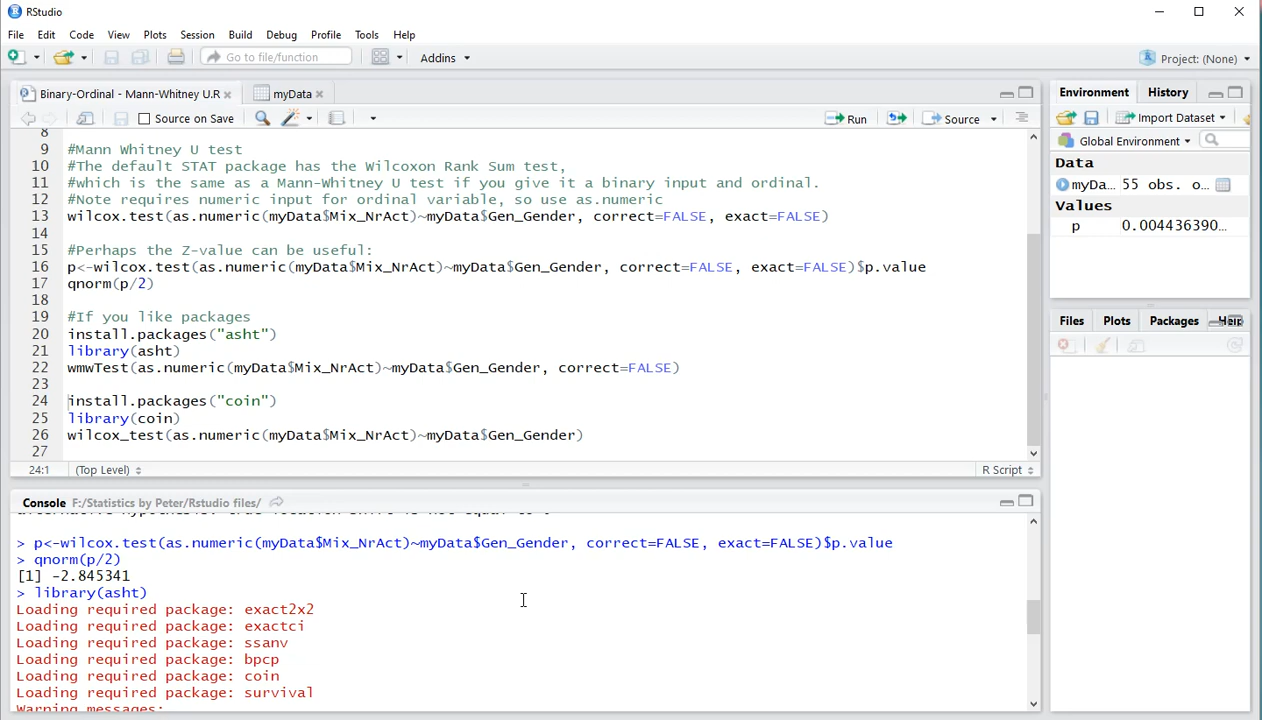 RStudio
File Edit Code View Plots Session Build Debug Profile Tools Help
Go to file/function Addins Project: (None)
Binary-Ordinal - Mann-Whitney U.R myData
Source on Save Run Source
8
9 #Mann Whitney U test
10 #The default STAT package has the Wilcoxon Rank Sum test,
11 #which is the same as a Mann-Whitney U test if you give it a binary input and ordinal.
12 #Note requires numeric input for ordinal variable, so use as.numeric
13 wilcox.test(as.numeric(myData$Mix_NrAct)~myData$Gen_Gender, correct=FALSE, exact=FALSE)
14
15 #Perhaps the Z-value can be useful:
16 p<-wilcox.test(as.numeric(myData$Mix_NrAct)~myData$Gen_Gender, correct=FALSE, exact=FALSE)$p.value
17 qnorm(p/2)
18
19 #If you like packages
20 install.packages("asht")
21 library(asht)
22 wmwTest(as.numeric(myData$Mix_NrAct)~myData$Gen_Gender, correct=FALSE)
23
24 install.packages("coin")
25 library(coin)
26 wilcox_test(as.numeric(myData$Mix_NrAct)~myData$Gen_Gender)
27
24:1 (Top Level) R Script
Console F:/Statistics by Peter/Rstudio files/
> p<-wilcox.test(as.numeric(myData$Mix_NrAct)~myData$Gen_Gender, correct=FALSE, exact=FALSE)$p.value
> qnorm(p/2)
[1] -2.845341
> library(asht)
Loading required package: exact2x2
Loading required package: exactci
Loading required package: ssanv
Loading required package: bpcp
Loading required package: coin
Loading required package: survival
Warning messages:
Environment History
Import Dataset
Global Environment
Data
myDa… 55 obs. o…
Values
p 0.004436390…
Files Plots Packages Help